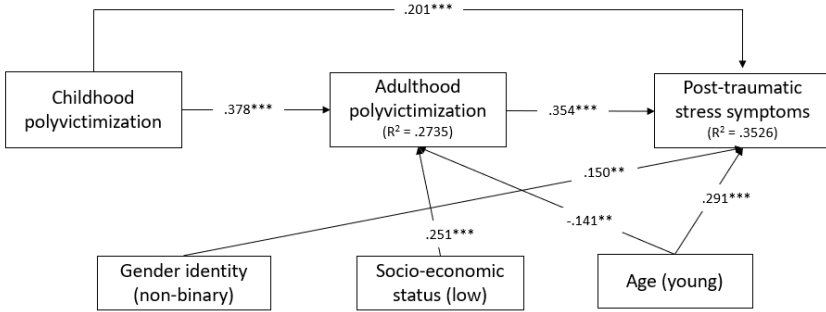 .201***
Childhood
polyvictimization
.378***
Adulthood
polyvictimization
(R² = .2735)
.354***
Post-traumatic
stress symptoms
(R² = .3526)
.150**
.291***
-.141**
.251***
Gender identity
(non-binary)
Socio-economic
status (low)
Age (young)